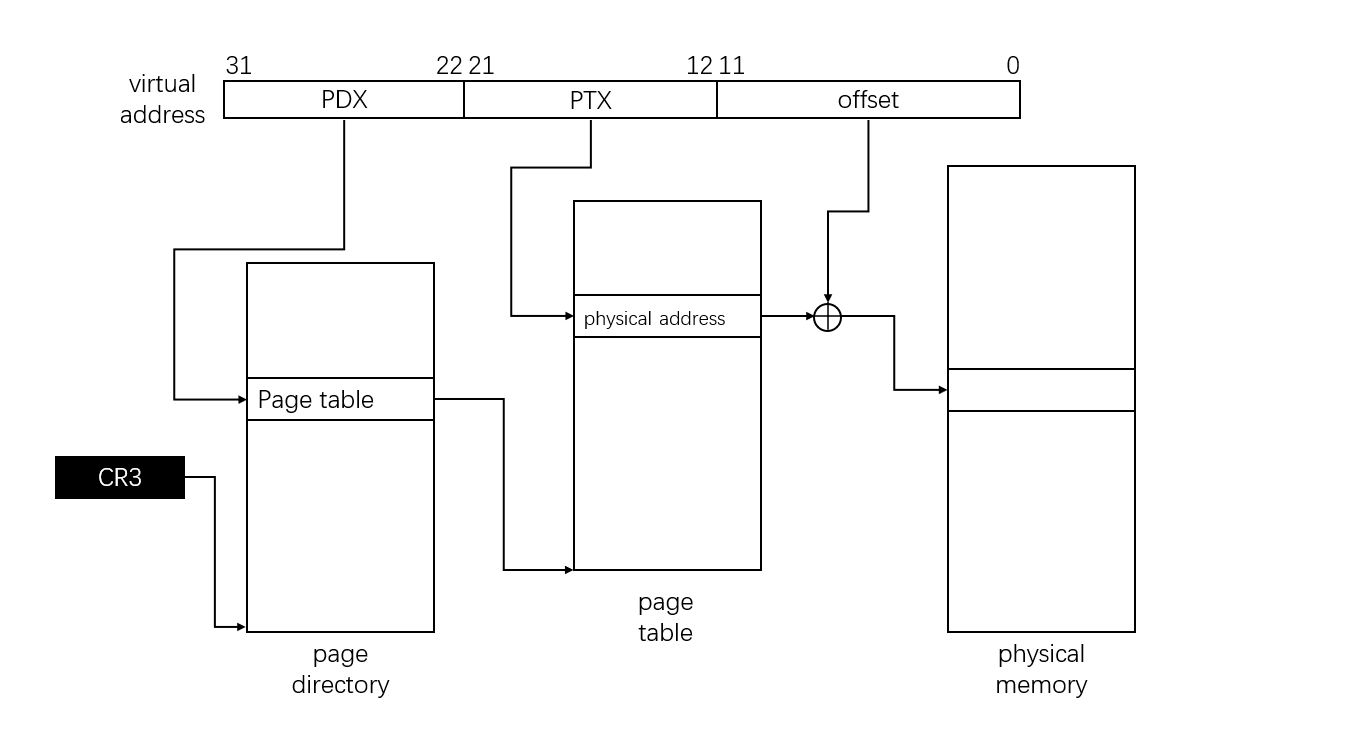 31 22 21 12 11 0
virtual
address
PDX PTX offset
physical address
Page table
CR3
page
table
page
directory
physical
memory